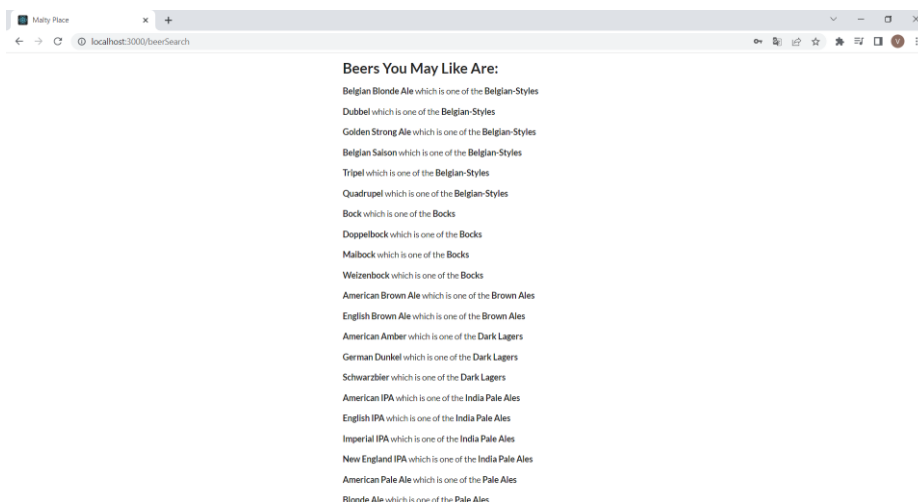 Malty Place
localhost:3000/beerSearch
V
Beers You May Like Are:
Belgian Blonde Ale which is one of the Belgian-Styles
Dubbel which is one of the Belgian-Styles
Golden Strong Ale which is one of the Belgian-Styles
Belgian Saison which is one of the Belgian-Styles
Tripel which is one of the Belgian-Styles
Quadrupel which is one of the Belgian-Styles
Bock which is one of the Bocks
Doppelbock which is one of the Bocks
Maibock which is one of the Bocks
Weizenbock which is one of the Bocks
American Brown Ale which is one of the Brown Ales
English Brown Ale which is one of the Brown Ales
American Amber which is one of the Dark Lagers
German Dunkel which is one of the Dark Lagers
Schwarzbier which is one of the Dark Lagers
American IPA which is one of the India Pale Ales
English IPA which is one of the India Pale Ales
Imperial IPA which is one of the India Pale Ales
New England IPA which is one of the India Pale Ales
American Pale Ale which is one of the Pale Ales
Blonde Ale which is one of the Pale Ales